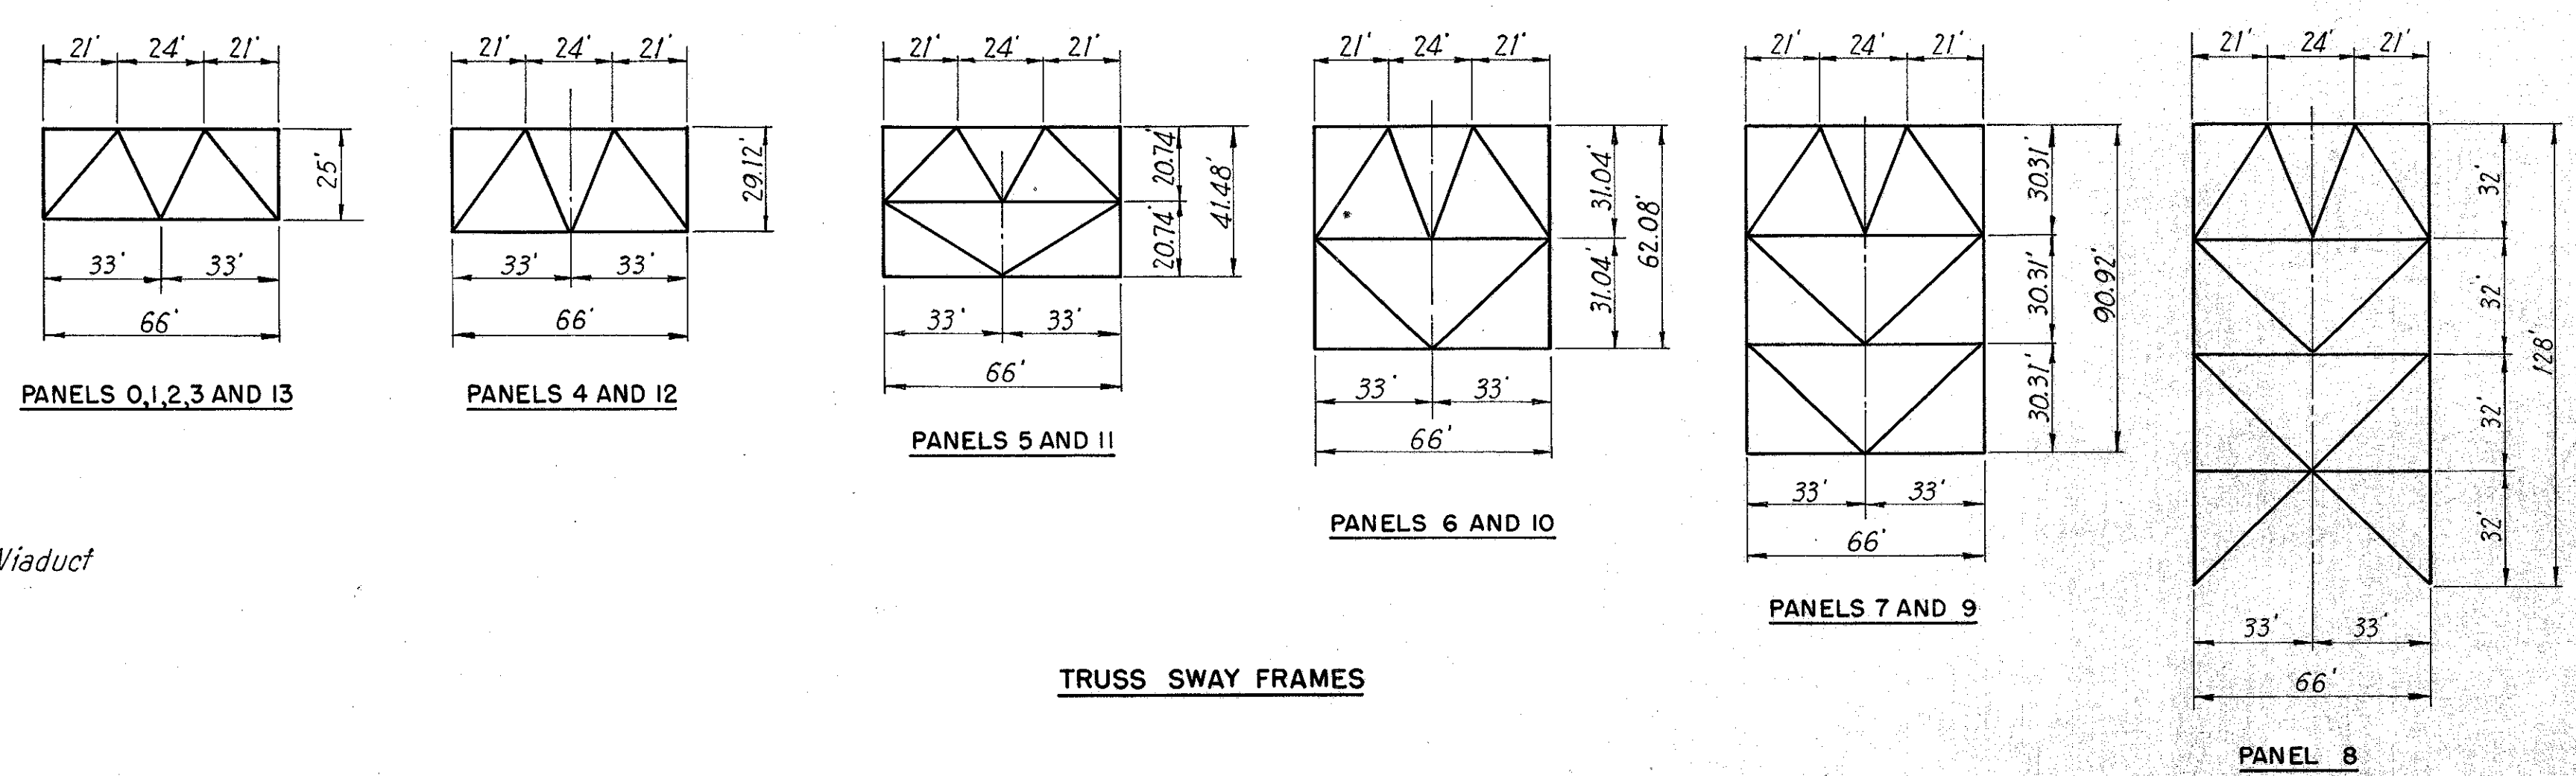 21' 24' 21'
25'
33' 33'
66'
PANELS 0,1,2,3 AND 13
21' 24' 21'
29.12'
33' 33'
66'
PANELS 4 AND 12
21' 24' 21'
20.74'
20.74'
41.48'
33' 33'
66'
PANELS 5 AND 11
21' 24' 21'
31.04'
31.04'
62.08'
33' 33'
66'
PANELS 6 AND 10
21' 24' 21'
30.31'
30.31'
30.31'
90.92'
33' 33'
66'
PANELS 7 AND 9
21' 24' 21'
32'
32'
32'
32'
128'
33' 33'
66'
PANEL 8
Viaduct
TRUSS SWAY FRAMES